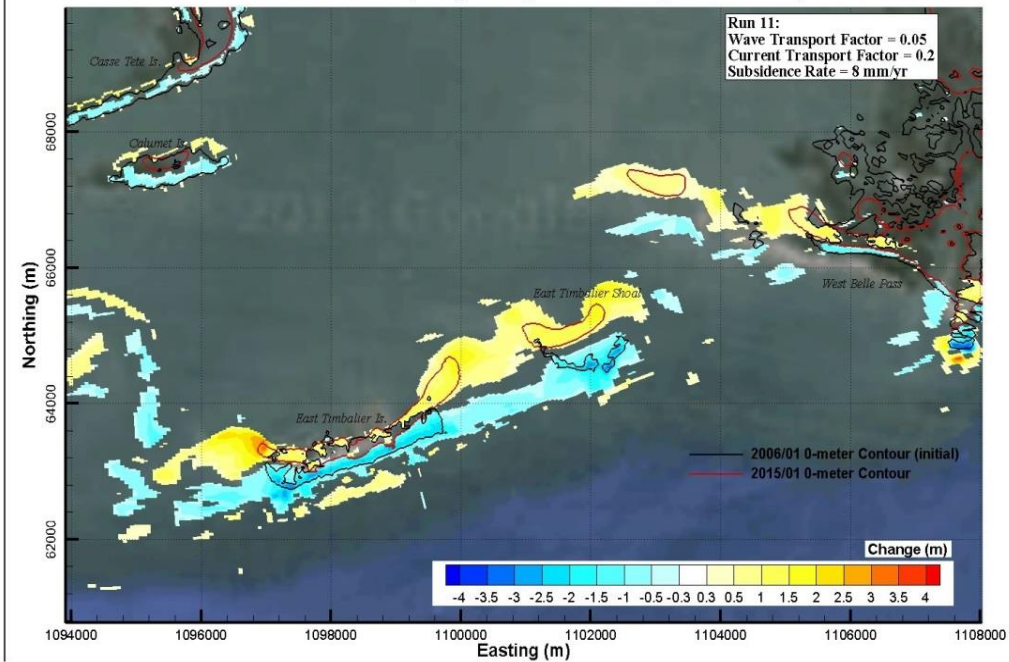 Run 11:
Wave Transport Factor = 0.05
Current Transport Factor = 0.2
Subsidence Rate = 8 mm/yr
Casse Tete Is.
Calumet Is.
East Timbalier Shoal
West Belle Pass
East Timbalier Is.
2006/01 0-meter Contour (initial)
2015/01 0-meter Contour
Change (m)
-4 -3.5 -3 -2.5 -2 -1.5 -1 -0.5 -0.3 0.3 0.5 1 1.5 2 2.5 3 3.5 4
Northing (m)
68000
66000
64000
62000
1094000 1096000 1098000 1100000 1102000 1104000 1106000 1108000
Easting (m)